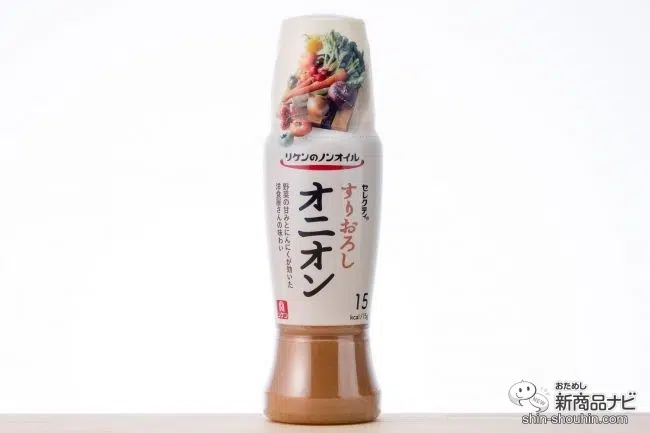 リケンのノンオイル
セレクティ®
すりおろし
オニオン
野菜の甘みとにんにくが効いた
洋食屋さんの味わい
15
kcal/15g
リケン
おためし
新商品ナビ
shin-shouhin.com